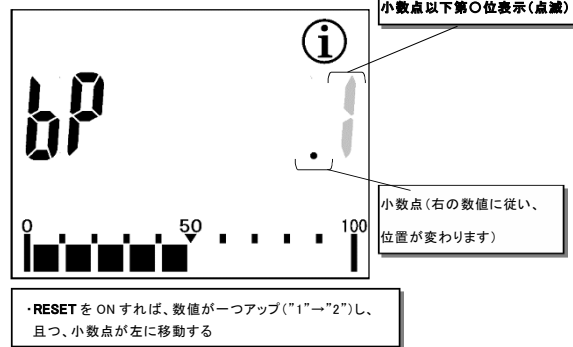 小数点以下第〇位表示(点滅)
i
bP
.1
小数点(右の数値に従い、
位置が変わります)
0 50 100
・RESET を ON すれば、数値が一つアップ("1"→"2")し、
且つ、小数点が左に移動する